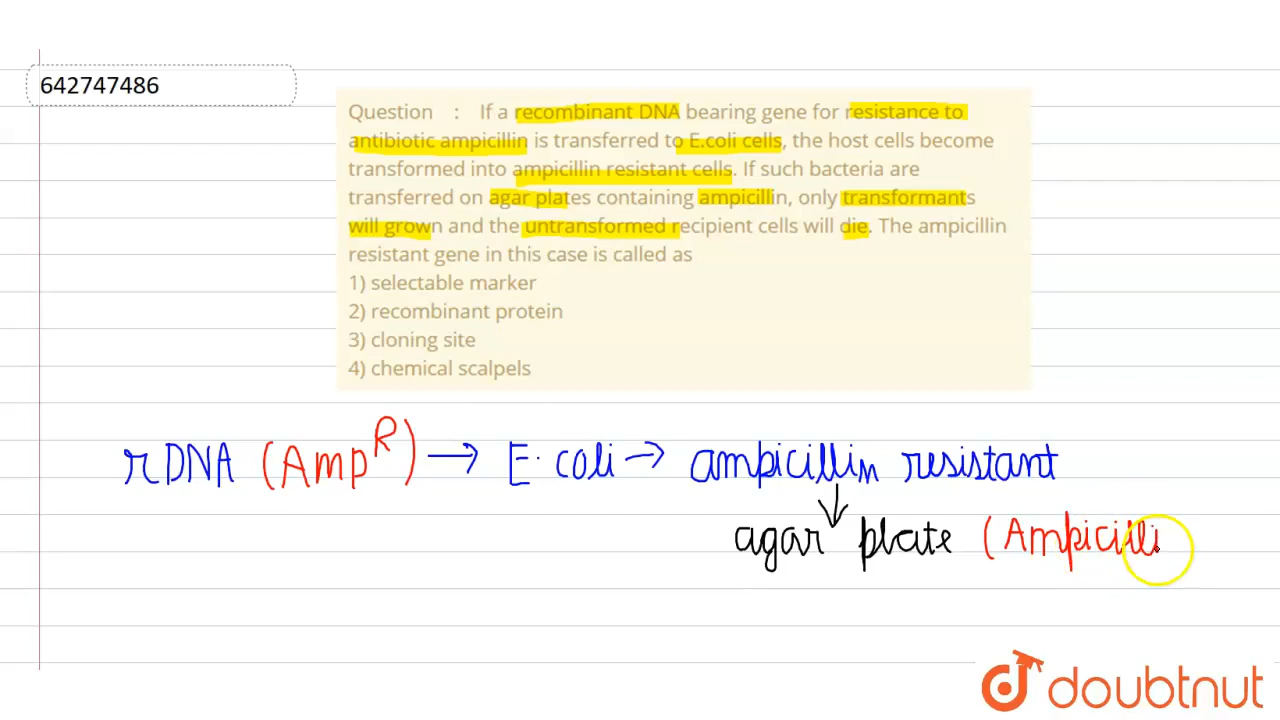 642747486
Question : If a recombinant DNA bearing gene for resistance to
antibiotic ampicillin is transferred to E.coli cells, the host cells become
transformed into ampicillin resistant cells. If such bacteria are
transferred on agar plates containing ampicillin, only transformants
will grown and the untransformed recipient cells will die. The ampicillin
resistant gene in this case is called as
1) selectable marker
2) recombinant protein
3) cloning site
4) chemical scalpels
rDNA (Amp^R) → E.coli → ampicillin resistant
↓
agar plate (Ampicilli
doubtnut